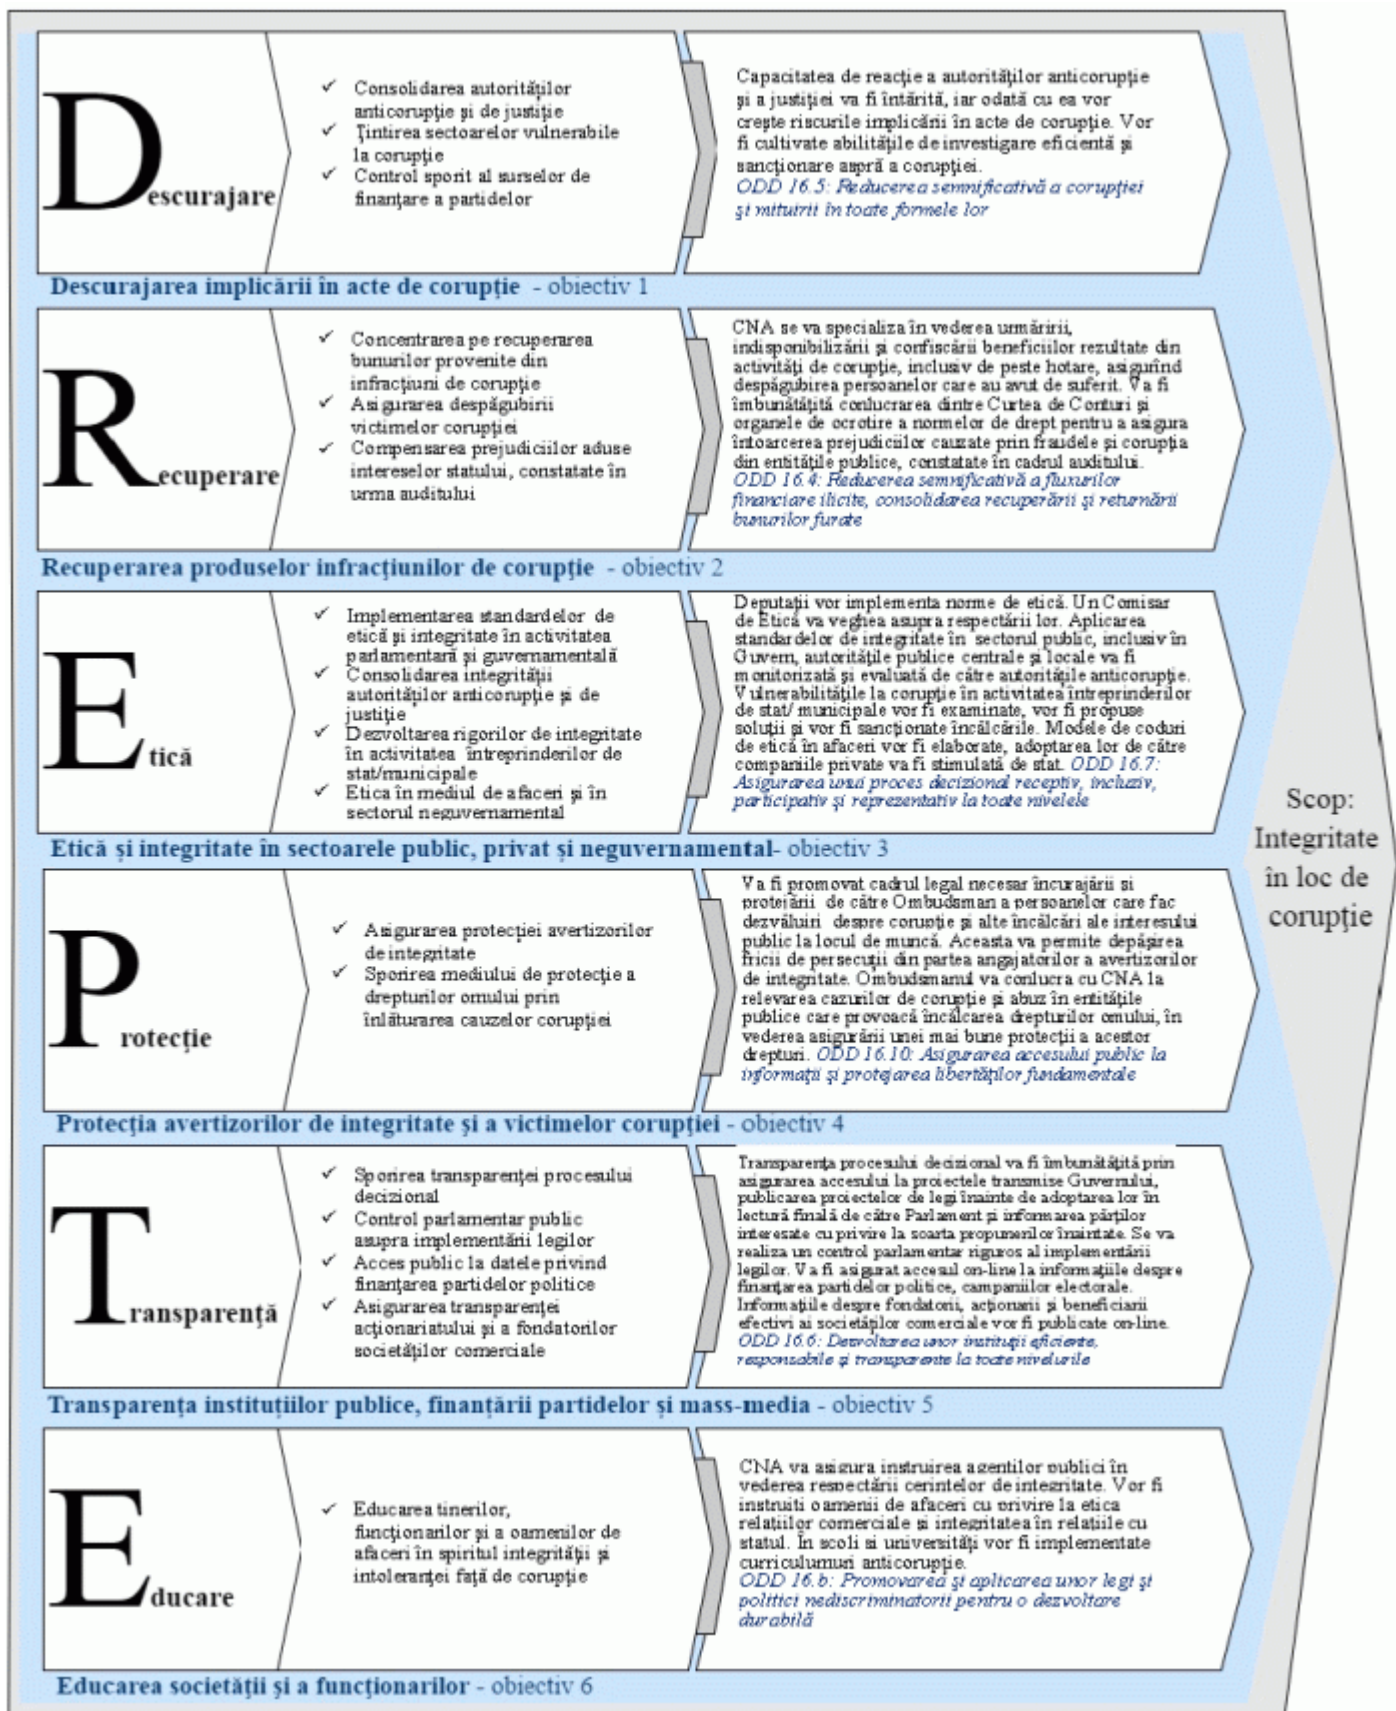 Descurajare
✓ Consolidarea autorităților
anticorupție și de justiție
✓ Țintirea sectoarelor vulnerabile
la corupție
✓ Control sporit al surselor de
finanțare a partidelor
Capacitatea de reacție a autorităților anticorupție
și a justiției va fi întărită, iar odată cu ea vor
crește riscurile implicării în acte de corupție. Vor
fi cultivate abilitățile de investigare eficientă și
sancționare aspră a corupției.
ODD 16.5: Reducerea semnificativă a corupției
și mituirii în toate formele lor
Descurajarea implicării în acte de corupție - obiectiv 1
Recuperare
✓ Concentrarea pe recuperarea
bunurilor provenite din
infracțiuni de corupție
✓ Asigurarea despăgubirii
victimelor corupției
✓ Compensarea prejudiciilor aduse
intereselor statului, constatate în
urma auditului
CNA se va specializa în vederea urmăririi,
indisponibilizării și confiscării beneficiilor rezultate din
activități de corupție, inclusiv de peste hotare, asigurînd
despăgubirea persoanelor care au avut de suferit. Va fi
îmbunătățită conlucrarea dintre Curtea de Conturi și
organele de ocrotire a normelor de drept pentru a asigura
întoarcerea prejudiciilor cauzate prin fraudele și corupția
din entitățile publice, constatate în cadrul auditului.
ODD 16.4: Reducerea semnificativă a fluxurilor
financiare ilicite, consolidarea recuperării și returnării
bunurilor furate
Recuperarea produselor infracțiunilor de corupție - obiectiv 2
Etică
✓ Implementarea standardelor de
etică și integritate în activitatea
parlamentară și guvernamentală
✓ Consolidarea integrității
autorităților anticorupție și de
justiție
✓ Dezvoltarea rigorilor de integritate
în activitatea întreprinderilor de
stat/municipale
✓ Etica în mediul de afaceri și în
sectorul neguvernamental
Deputații vor implementa norme de etică. Un Comisar
de Etică va veghea asupra respectării lor. Aplicarea
standardelor de integritate în sectorul public, inclusiv în
Guvern, autoritățile publice centrale și locale va fi
monitorizată și evaluată de către autoritățile anticorupție.
Vulnerabilitățile la corupție în activitatea întreprinderilor
de stat/ municipale vor fi examinate, vor fi propuse
soluții și vor fi sancționate încălcările. Modele de coduri
de etică în afaceri vor fi elaborate, adoptarea lor de către
companiile private va fi stimulată de stat. ODD 16.7:
Asigurarea unui proces decizional receptiv, incluziv,
participativ și reprezentativ la toate nivelele
Etică și integritate în sectoarele public, privat și neguvernamental- obiectiv 3
Scop:
Integritate
în loc de
corupție
Protecție
✓ Asigurarea protecției avertizorilor
de integritate
✓ Sporirea mediului de protecție a
drepturilor omului prin
înlăturarea cauzelor corupției
Va fi promovat cadrul legal necesar încurajării si
protejării de către Ombudsman a persoanelor care fac
dezvăluiri despre corupție și alte încălcări ale interesului
public la locul de muncă. Aceasta va permite depășirea
fricii de persecuții din partea angajatorilor a avertizorilor
de integritate. Ombudsmanul va conlucra cu CNA la
relevarea cazurilor de corupție și abuz în entitățile
publice care provoacă încălcarea drepturilor omului, în
vederea asigurării unei mai bune protecții a acestor
drepturi. ODD 16.10: Asigurarea accesului public la
informații și protejarea libertăților fundamentale
Protecția avertizorilor de integritate și a victimelor corupției - obiectiv 4
Transparență
✓ Sporirea transparenței procesului
decizional
✓ Control parlamentar public
asupra implementării legilor
✓ Acces public la datele privind
finanțarea partidelor politice
✓ Asigurarea transparenței
acționariatului și a fondatorilor
societăților comerciale
Transparența procesului decizional va fi îmbunătățită prin
asigurarea accesului la proiectele transmise Guvernului,
publicarea proiectelor de legi înainte de adoptarea lor în
lectură finală de către Parlament și informarea părților
interesate cu privire la soarta propunerilor înaintate. Se va
realiza un control parlamentar riguros al implementării
legilor. Va fi asigurat accesul on-line la informațiile despre
finanțarea partidelor politice, campaniilor electorale.
Informațiile despre fondatorii, acționarii și beneficiarii
efectivi ai societăților comerciale vor fi publicate on-line.
ODD 16.6: Dezvoltarea unor instituții eficiente,
responsabile și transparente la toate nivelurile
Transparența instituțiilor publice, finanțării partidelor și mass-media - obiectiv 5
Educare
✓ Educarea tinerilor,
funcționarilor și a oamenilor de
afaceri în spiritul integrității și
intoleranței față de corupție
CNA va asigura instruirea agentilor publici în
vederea respectării cerintelor de integritate. Vor fi
instruiti oamenii de afaceri cu privire la etica
relațiilor comerciale si integritatea în relatiile cu
statul. În scoli si universități vor fi implementate
curriculumuri anticorupție.
ODD 16.b: Promovarea și aplicarea unor legi și
politici nediscriminatorii pentru o dezvoltare
durabilă
Educarea societății și a funcționarilor - obiectiv 6